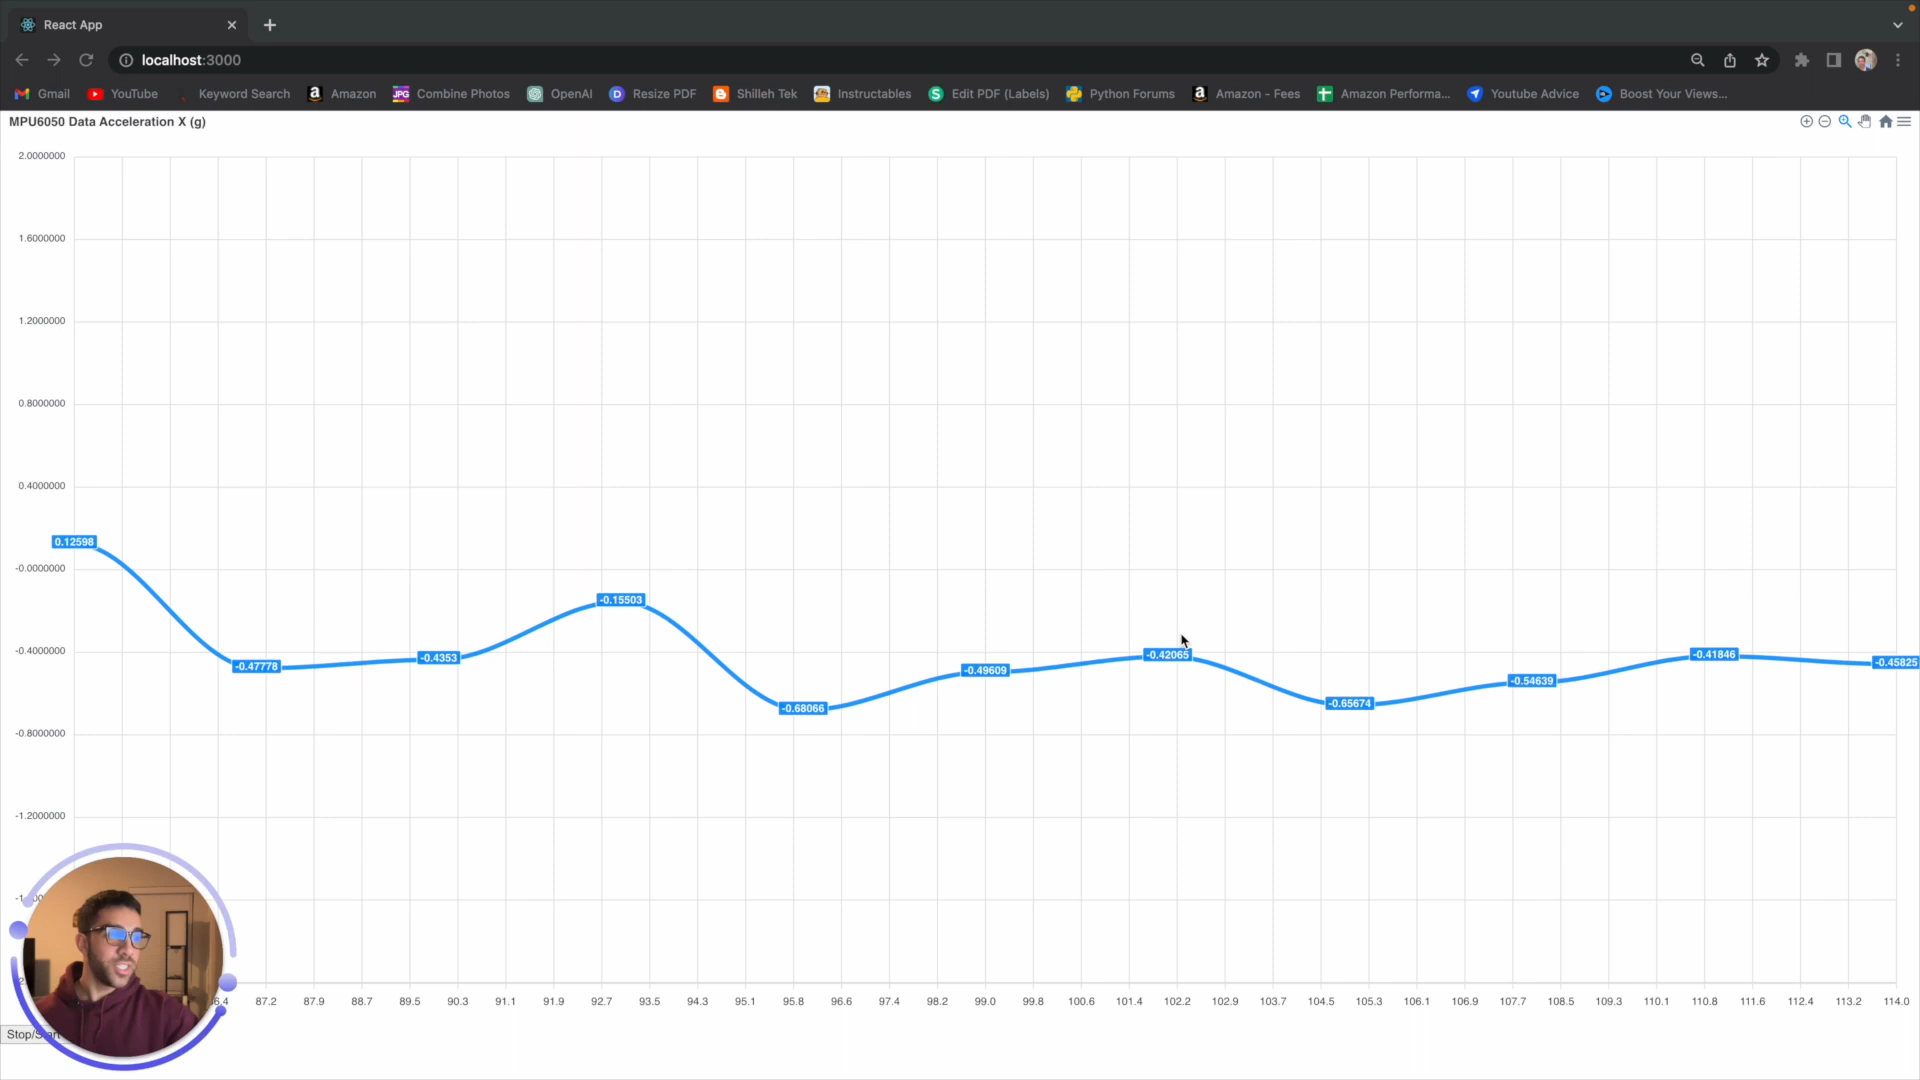 React App
localhost:3000
Gmail YouTube Keyword Search Amazon Combine Photos OpenAI Resize PDF Shilleh Tek Instructables Edit PDF (Labels) Python Forums Amazon - Fees Amazon Performa... Youtube Advice Boost Your Views...
MPU6050 Data Acceleration X (g)
2.0000000
1.6000000
1.2000000
0.8000000
0.4000000
0.12598
-0.0000000
-0.15503
-0.4000000
-0.47778 -0.4353 -0.49609 -0.42065 -0.41846 -0.45825
-0.68066 -0.65674 -0.54639
-0.8000000
-1.2000000
87.2 87.9 88.7 89.5 90.3 91.1 91.9 92.7 93.5 94.3 95.1 95.8 96.6 97.4 98.2 99.0 99.8 100.6 101.4 102.2 102.9 103.7 104.5 105.3 106.1 106.9 107.7 108.5 109.3 110.1 110.8 111.6 112.4 113.2 114.0